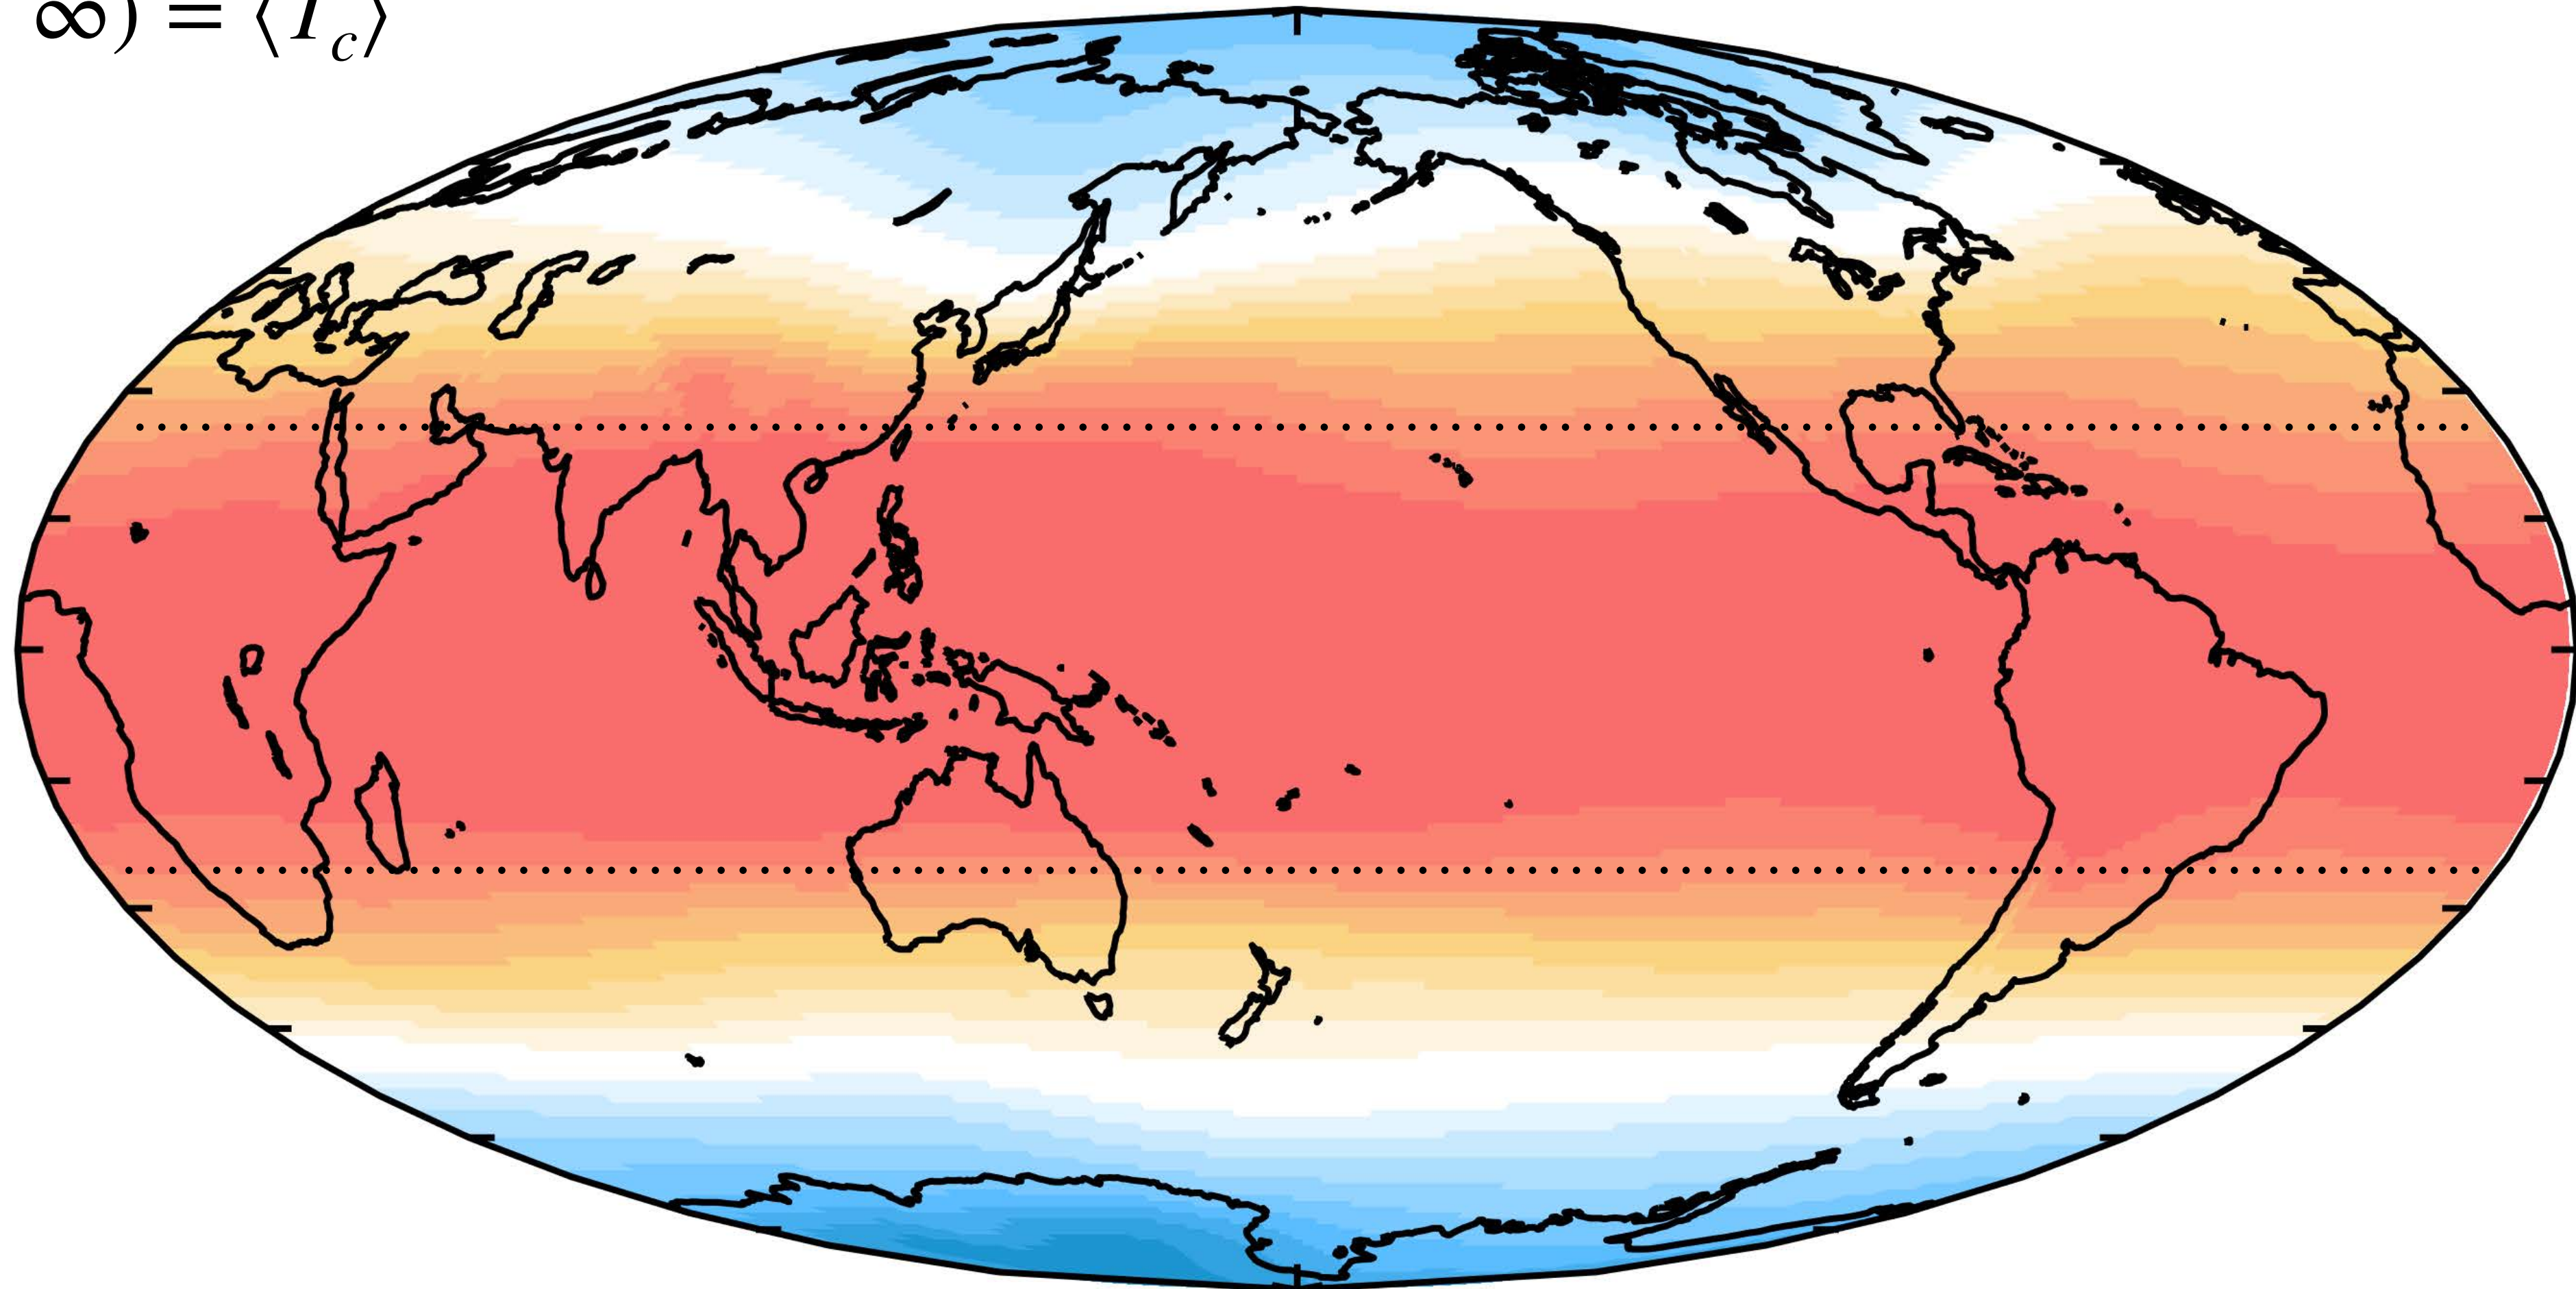 ∞) = ⟨T_c⟩